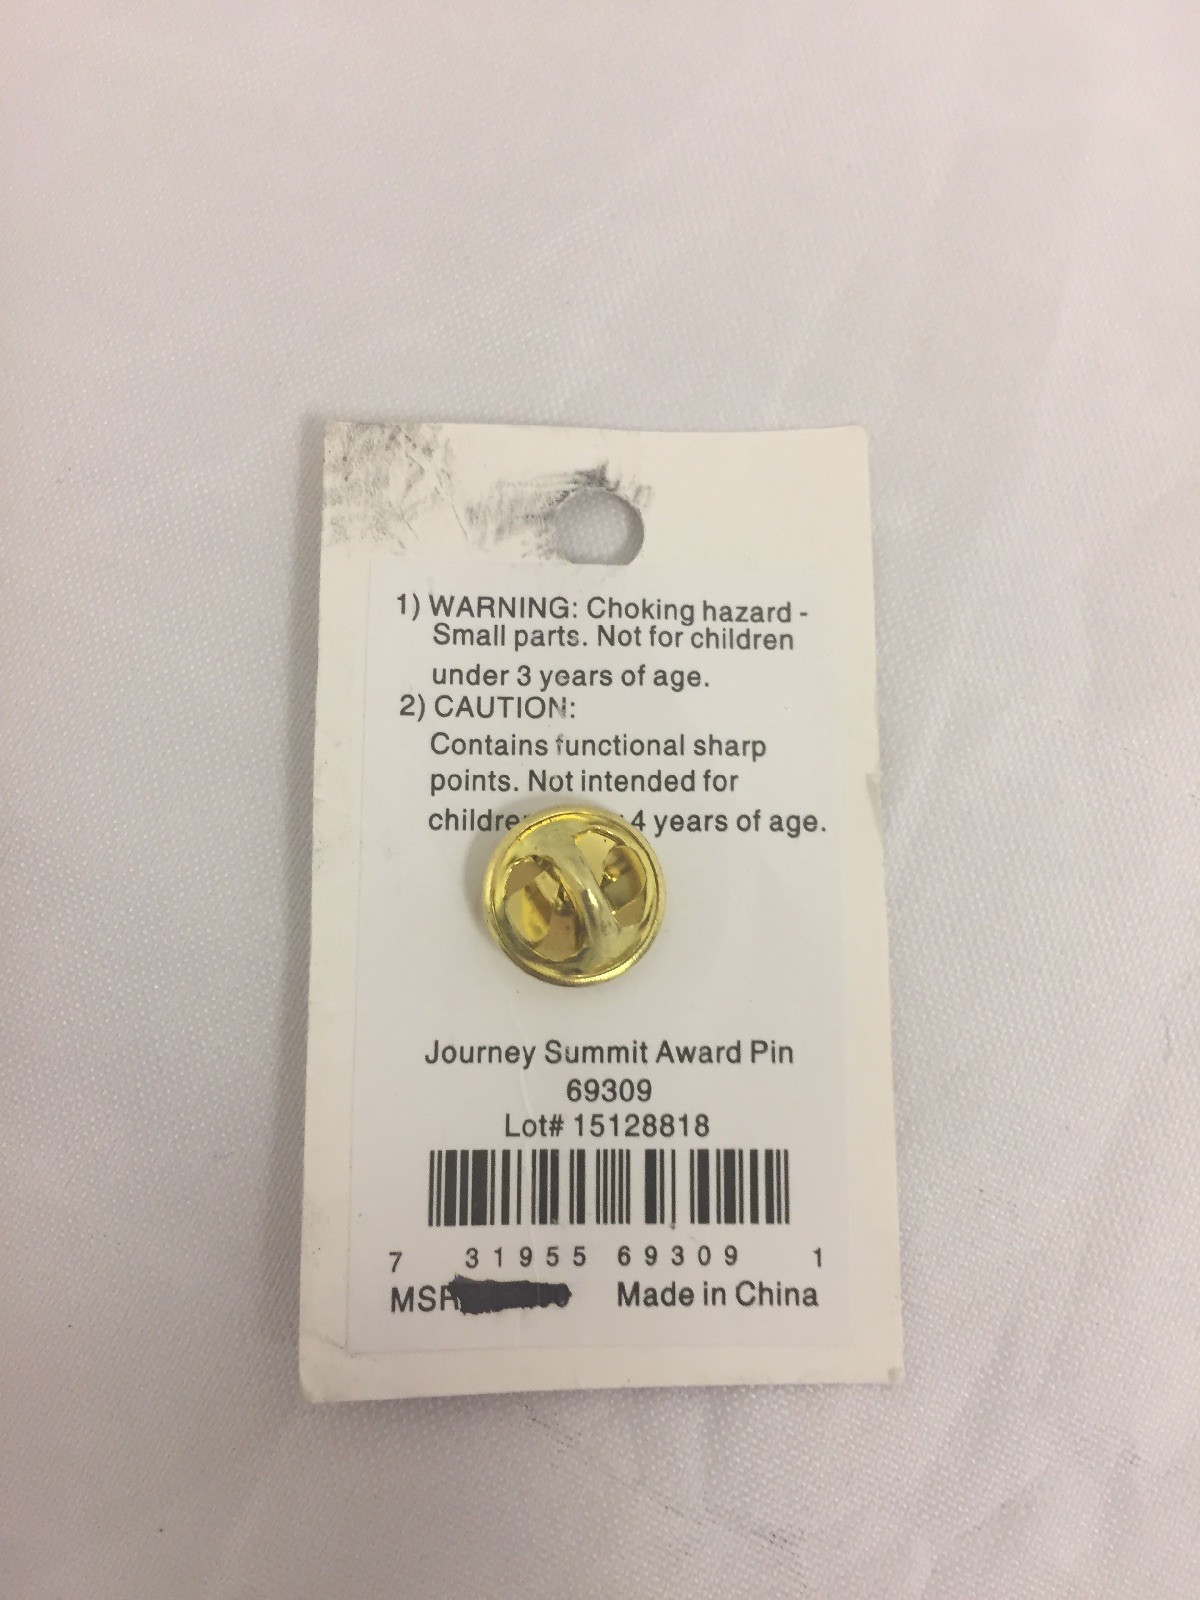 1) WARNING: Choking hazard -
Small parts. Not for children
under 3 years of age.
2) CAUTION:
Contains functional sharp
points. Not intended for
4 years of age.
Journey Summit Award Pin
69309
Lot# 15128818
7 31955 69309 1
Made in China